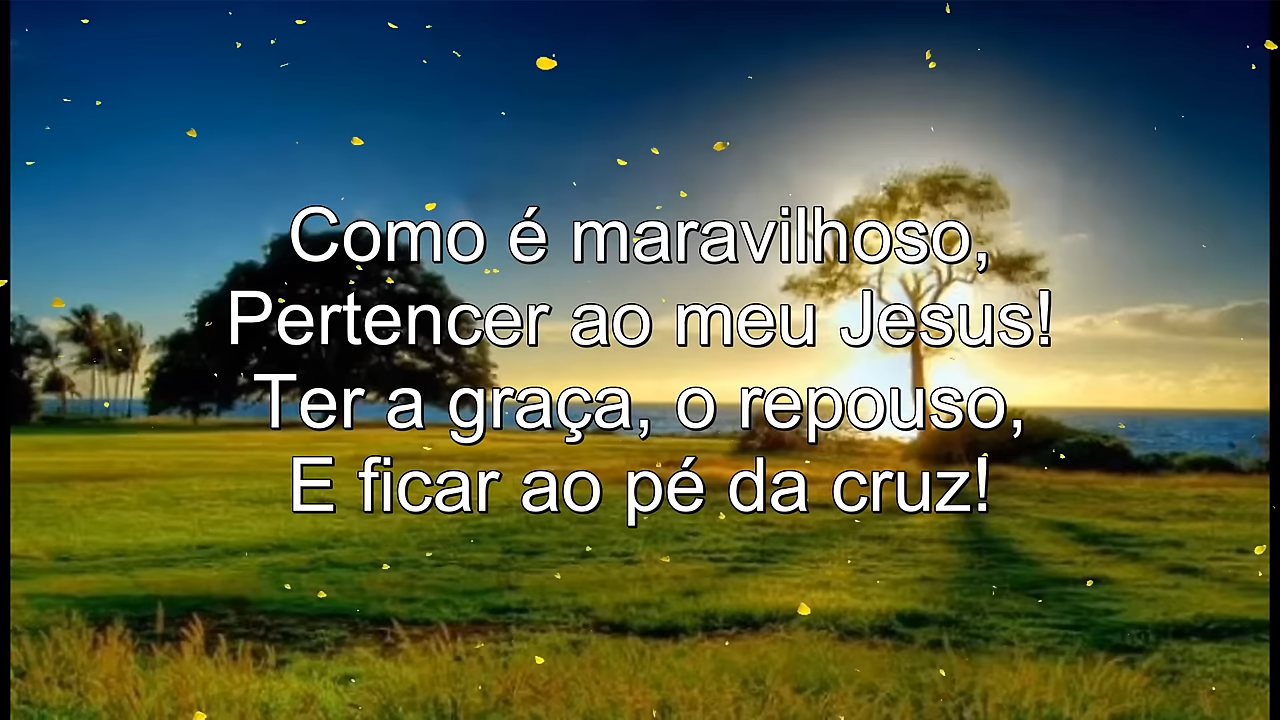 Como é maravilhoso,
Pertencer ao meu Jesus!
Ter a graça, o repouso,
E ficar ao pé da cruz!